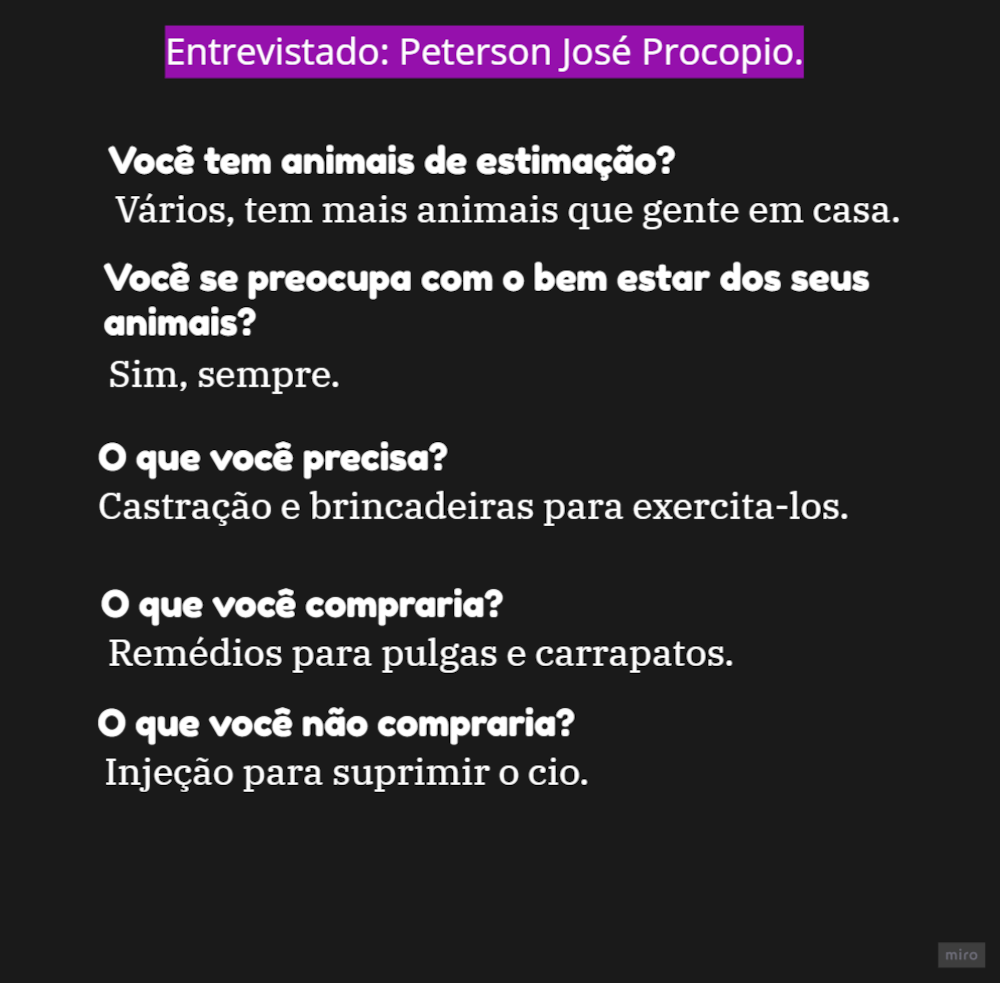 Entrevistado: Peterson José Procopio.
Você tem animais de estimação?
Vários, tem mais animais que gente em casa.
Você se preocupa com o bem estar dos seus
animais?
Sim, sempre.
O que você precisa?
Castração e brincadeiras para exercita-los.
O que você compraria?
Remédios para pulgas e carrapatos.
O que você não compraria?
Injeção para suprimir o cio.
miro